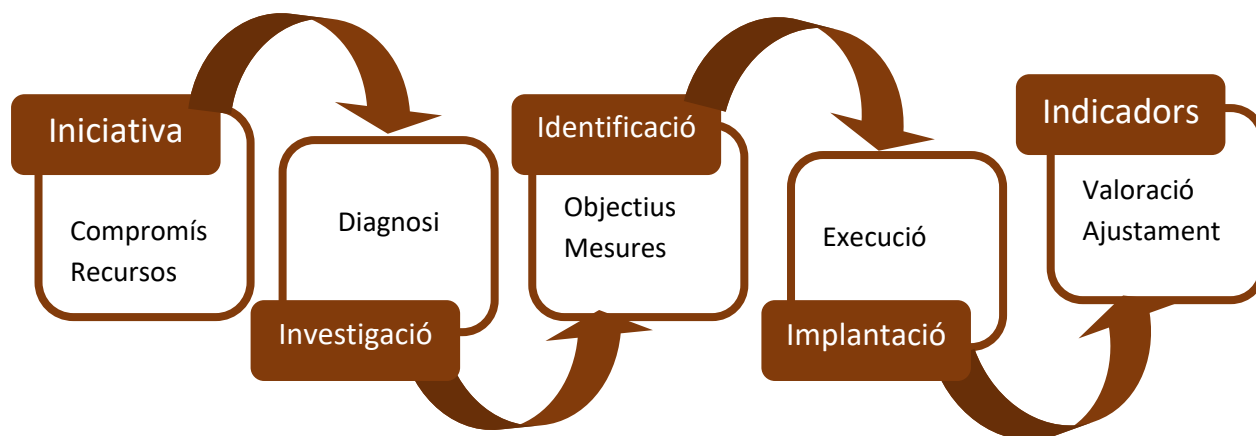 Iniciativa
Compromís
Recursos
Diagnosi
Investigació
Identificació
Objectius
Mesures
Execució
Implantació
Indicadors
Valoració
Ajustament